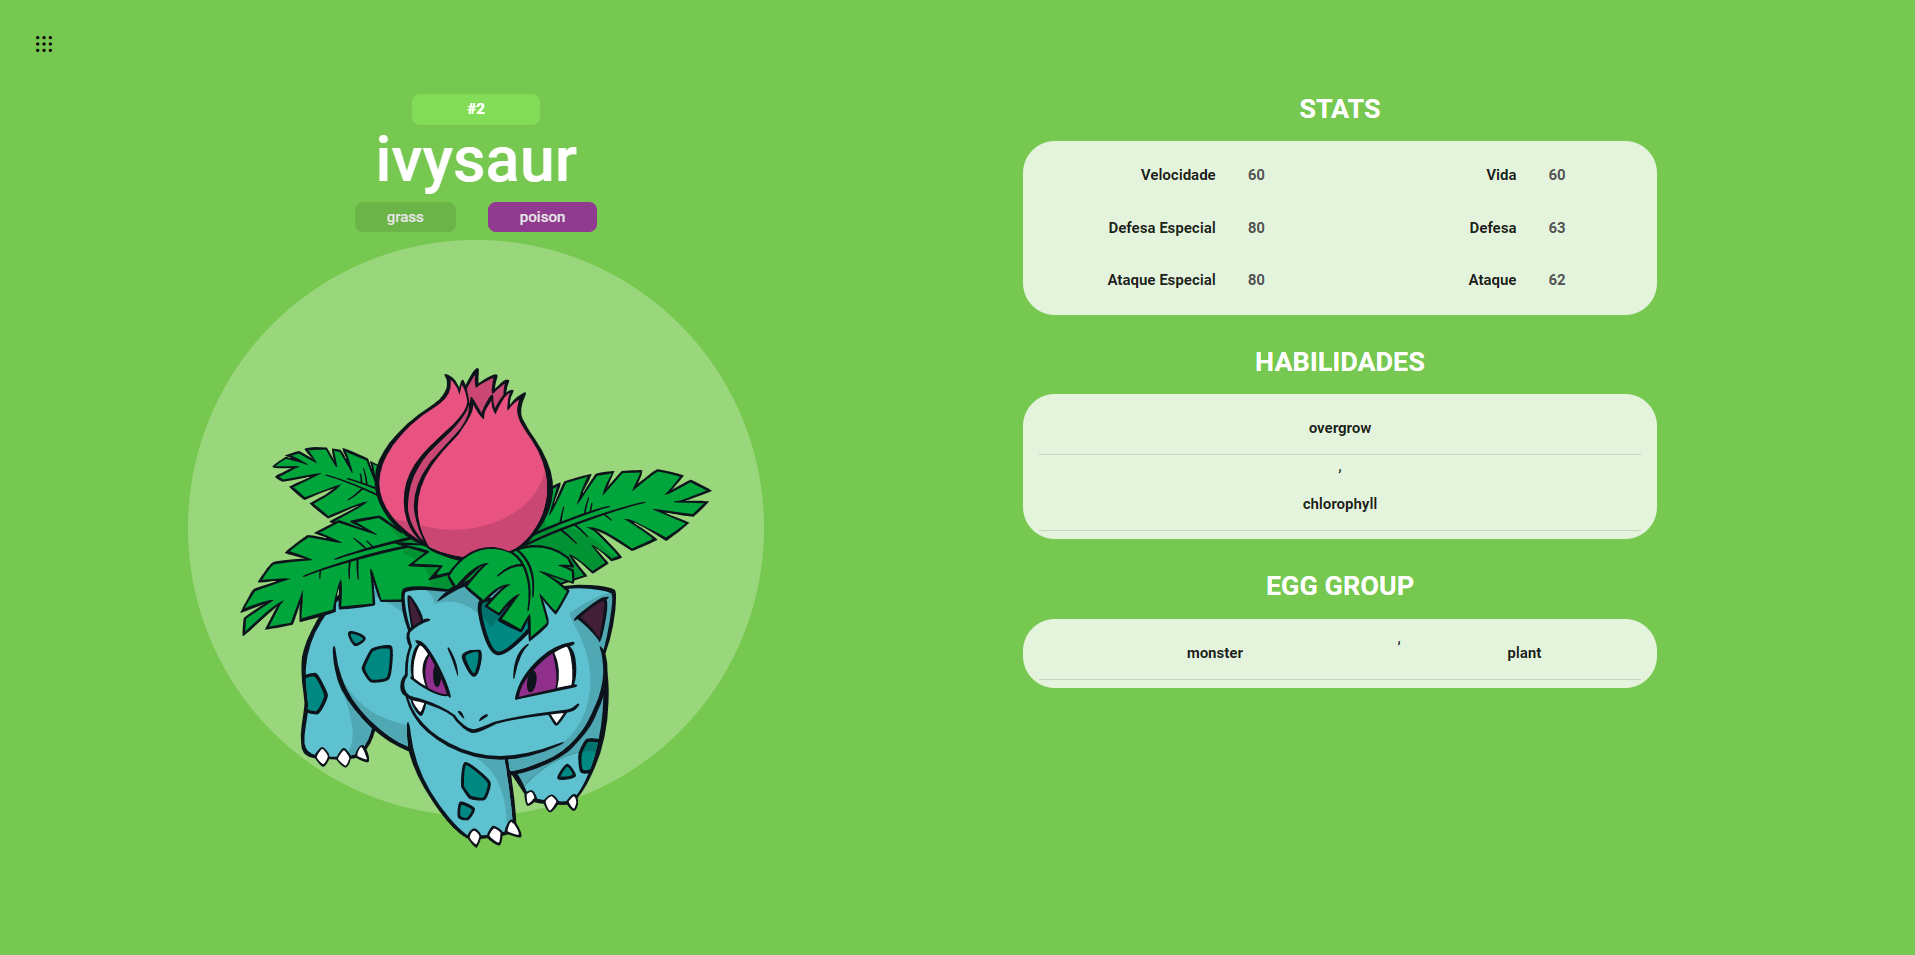 #2
ivysaur
grass poison
STATS
Velocidade 60 Vida 60
Defesa Especial 80 Defesa 63
Ataque Especial 80 Ataque 62
HABILIDADES
overgrow
,
chlorophyll
EGG GROUP
monster , plant